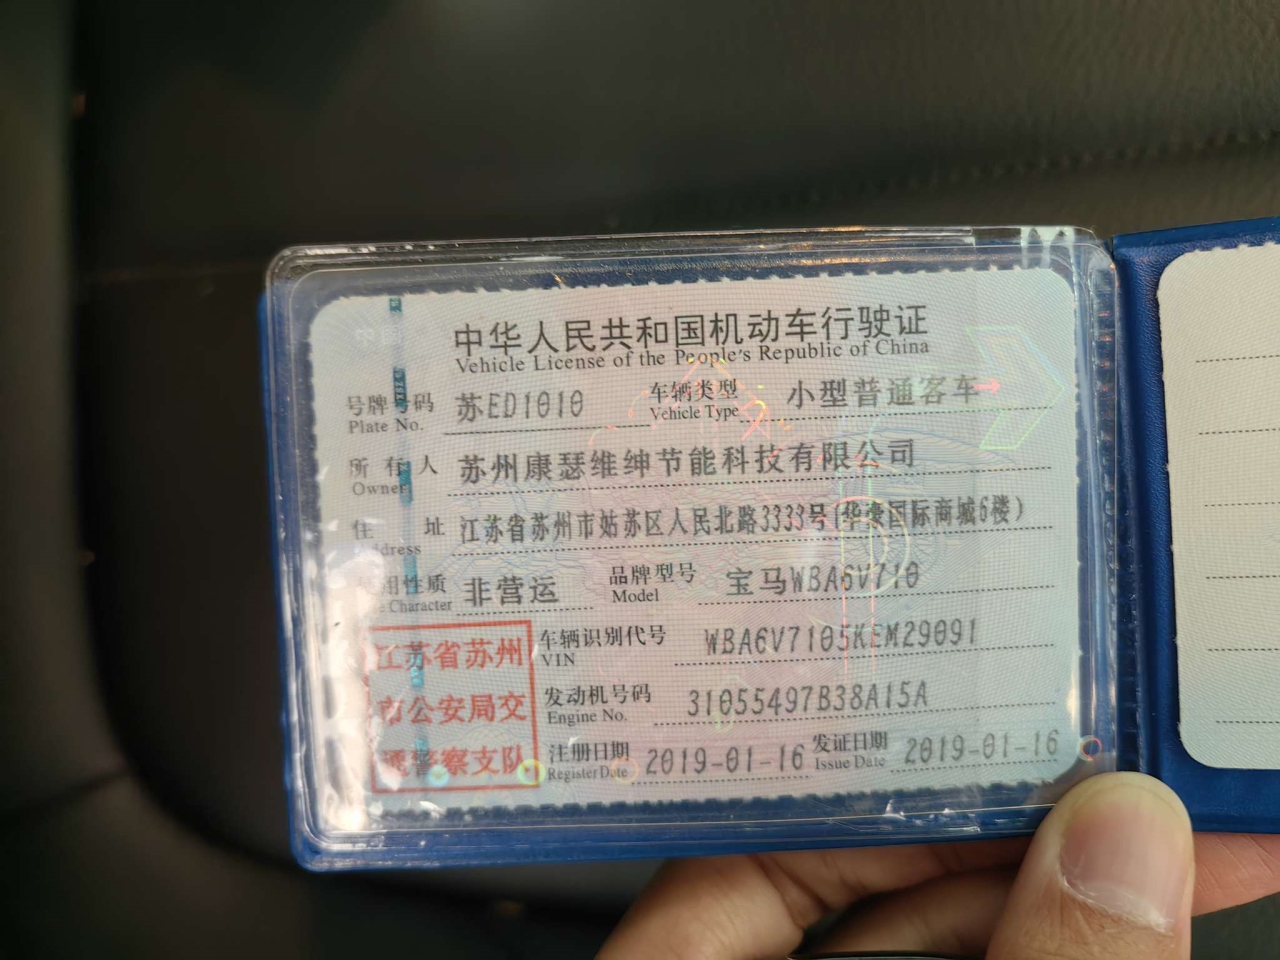 中华人民共和国机动车行驶证
Vehicle License of the People's Republic of China
号牌号码 苏ED1010 车辆类型 小型普通客车
Plate No. Vehicle Type
所有人 苏州康瑟维绅节能科技有限公司
Owner
住址 江苏省苏州市姑苏区人民北路3333号(华濠国际商城6楼)
Address
使用性质 非营运 品牌型号 宝马WBA6V710
Use Character Model
车辆识别代号 WBA6V7105KEM29091
VIN
发动机号码 31055497B38A15A
Engine No.
注册日期 2019-01-16 发证日期 2019-01-16
Register Date Issue Date
江苏省苏州
市公安局交
通警察支队